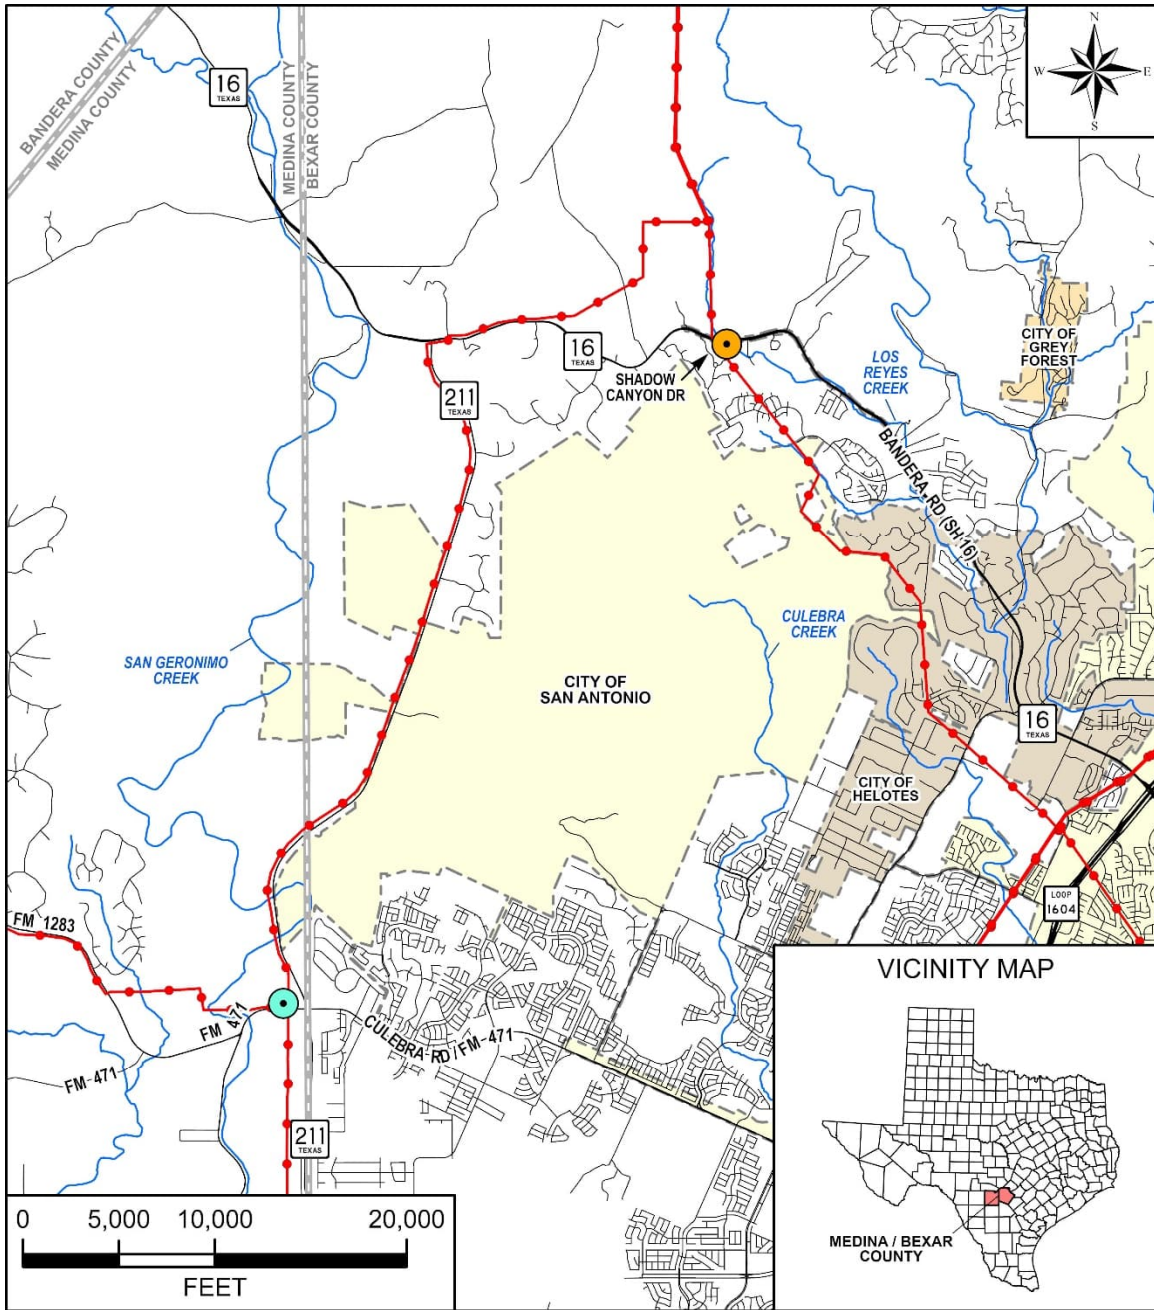 N
W
E
S
BANDERA COUNTY
MEDINA COUNTY
16
TEXAS
MEDINA COUNTY
BEXAR COUNTY
CITY OF
GREY
FOREST
16
TEXAS
SHADOW
CANYON DR
LOS
REYES
CREEK
211
TEXAS
BANDERA RD (SH 16)
SAN GERONIMO
CREEK
CULEBRA
CREEK
CITY OF
SAN ANTONIO
16
TEXAS
CITY OF
HELOTES
LOOP
1604
FM 1283
FM 471
CULEBRA RD / FM-471
FM-471
211
TEXAS
VICINITY MAP
MEDINA / BEXAR
COUNTY
0 5,000 10,000 20,000
FEET